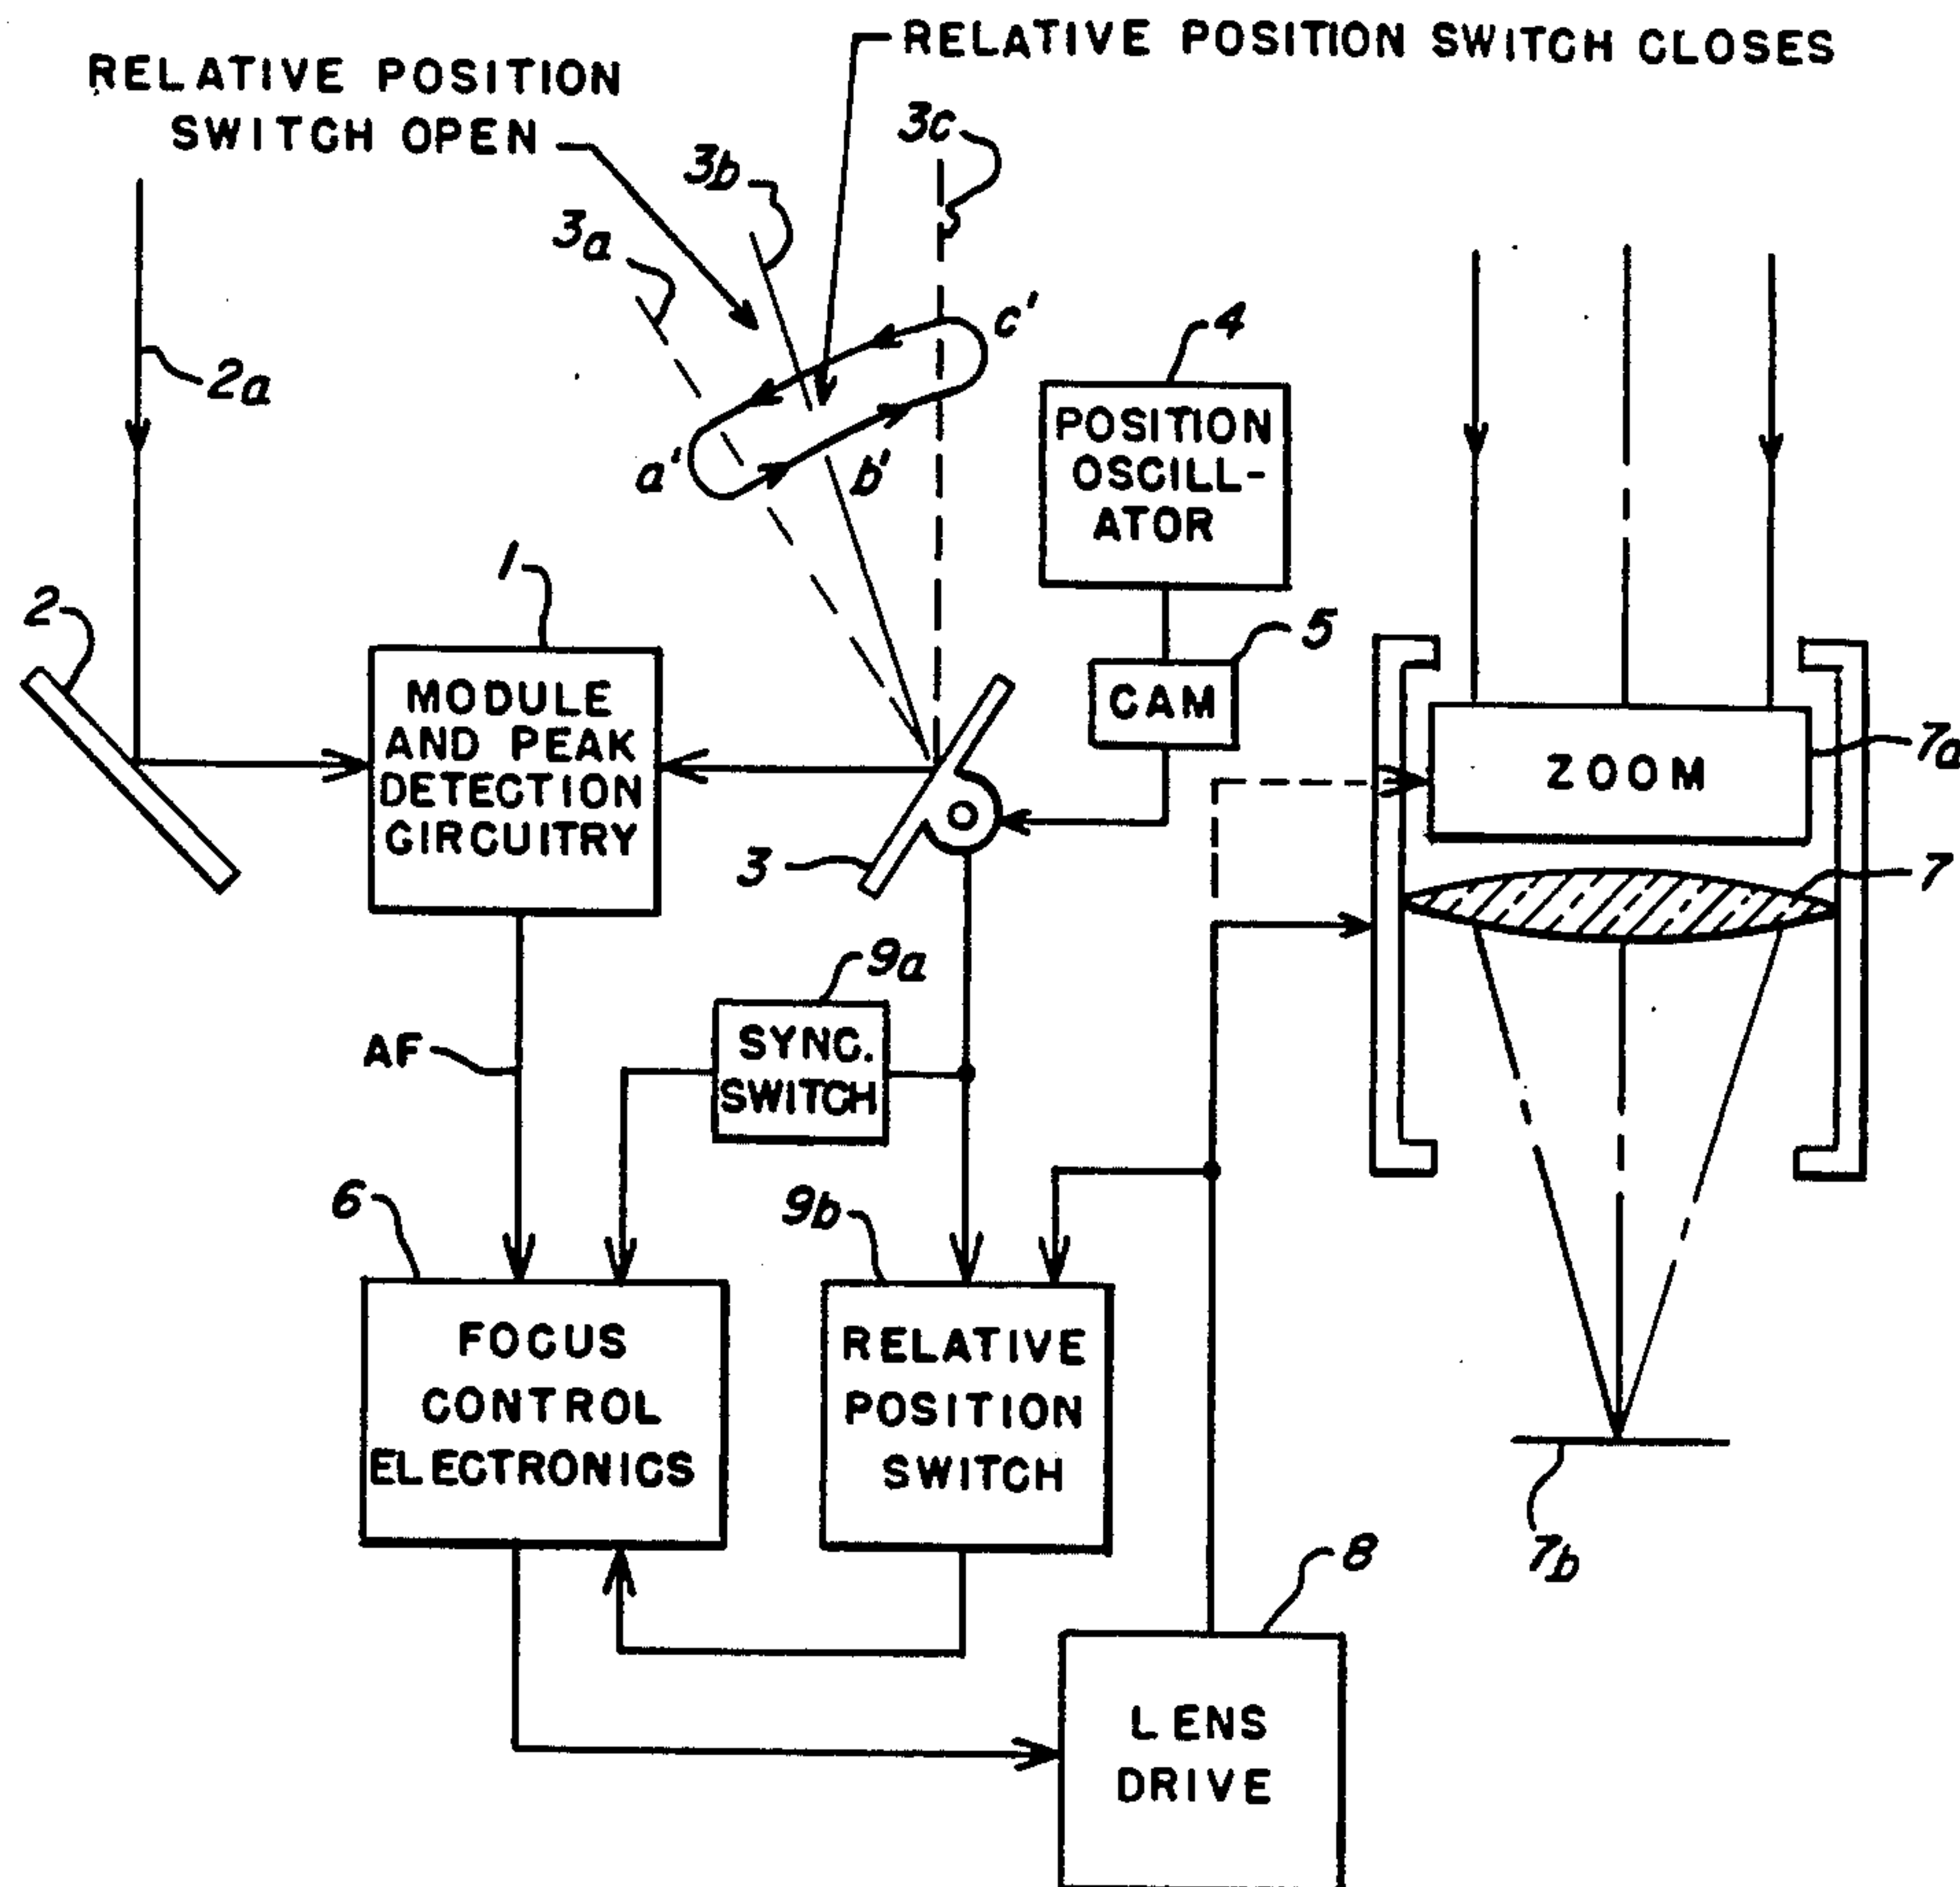 RELATIVE POSITION SWITCH CLOSES
RELATIVE POSITION
SWITCH OPEN
3c
3b
3a
2a
c'
a'
b'
4
POSITION
OSCILL-
ATOR
1
2
5
CAM
MODULE
AND PEAK
DETECTION
CIRCUITRY
3
ZOOM
7a
7
9a
SYNC.
SWITCH
AF
6
9b
FOCUS
CONTROL
ELECTRONICS
RELATIVE
POSITION
SWITCH
7b
8
LENS
DRIVE